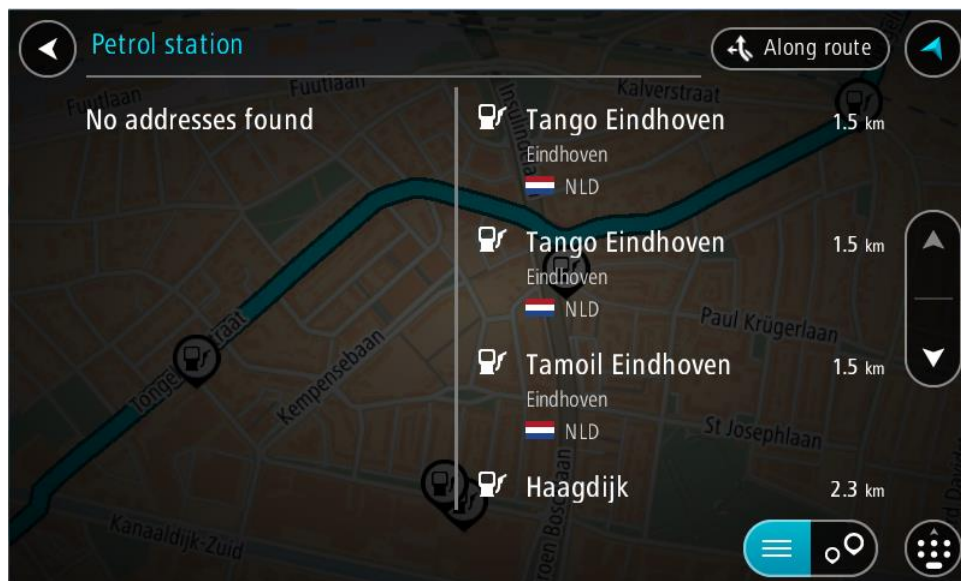 Petrol station
Along route
No addresses found
Tango Eindhoven
1.5 km
Eindhoven
NLD
Tango Eindhoven
1.5 km
Eindhoven
NLD
Tamoil Eindhoven
1.5 km
Eindhoven
NLD
Haagdijk
2.3 km
Fuutlaan
Fuutlaan
Kalverstraat
Paul Krügerlaan
Kempensebaan
St Josephlaan
Kanaaldijk-Zuid